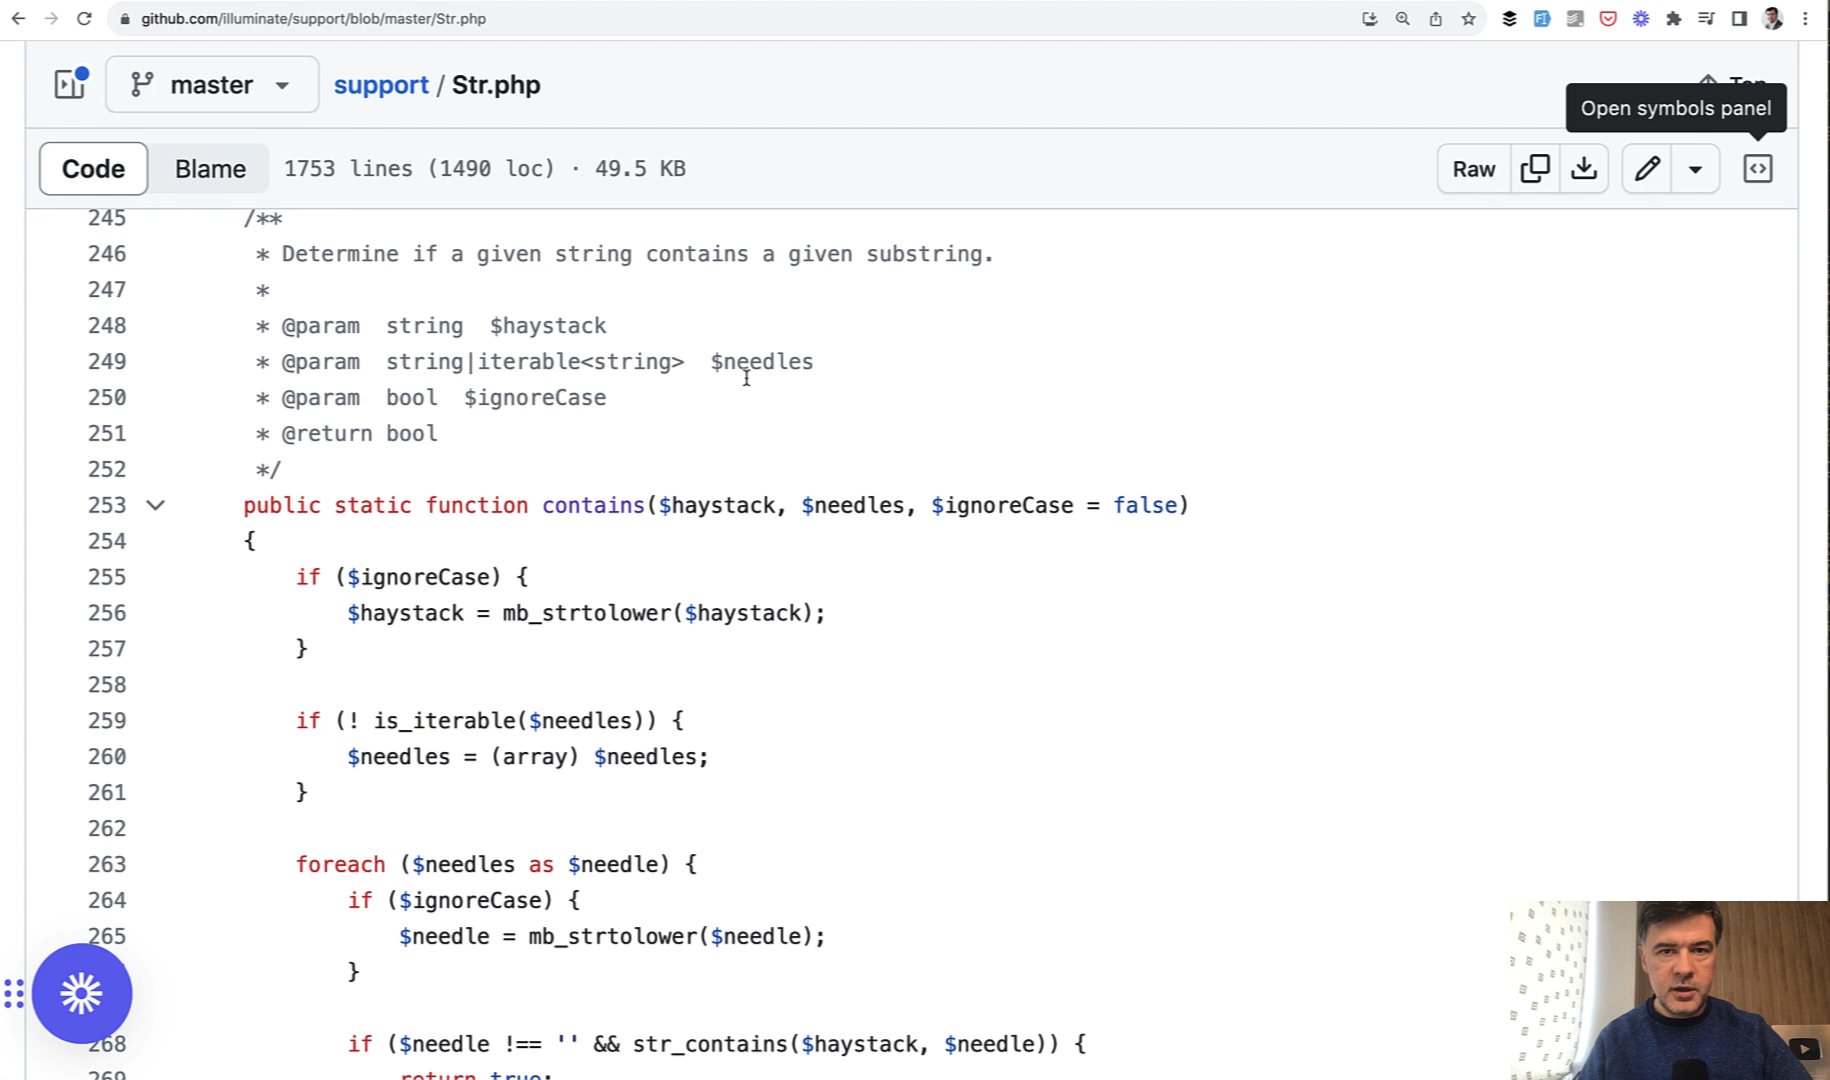 github.com/illuminate/support/blob/master/Str.php
master support / Str.php
Open symbols panel
Code Blame 1753 lines (1490 loc) · 49.5 KB Raw
245 /**
246 * Determine if a given string contains a given substring.
247 *
248 * @param string $haystack
249 * @param string|iterable<string> $needles
250 * @param bool $ignoreCase
251 * @return bool
252 */
253 public static function contains($haystack, $needles, $ignoreCase = false)
254 {
255 if ($ignoreCase) {
256 $haystack = mb_strtolower($haystack);
257 }
258
259 if (! is_iterable($needles)) {
260 $needles = (array) $needles;
261 }
262
263 foreach ($needles as $needle) {
264 if ($ignoreCase) {
265 $needle = mb_strtolower($needle);
}
268 if ($needle !== '' && str_contains($haystack, $needle)) {
269 return true;